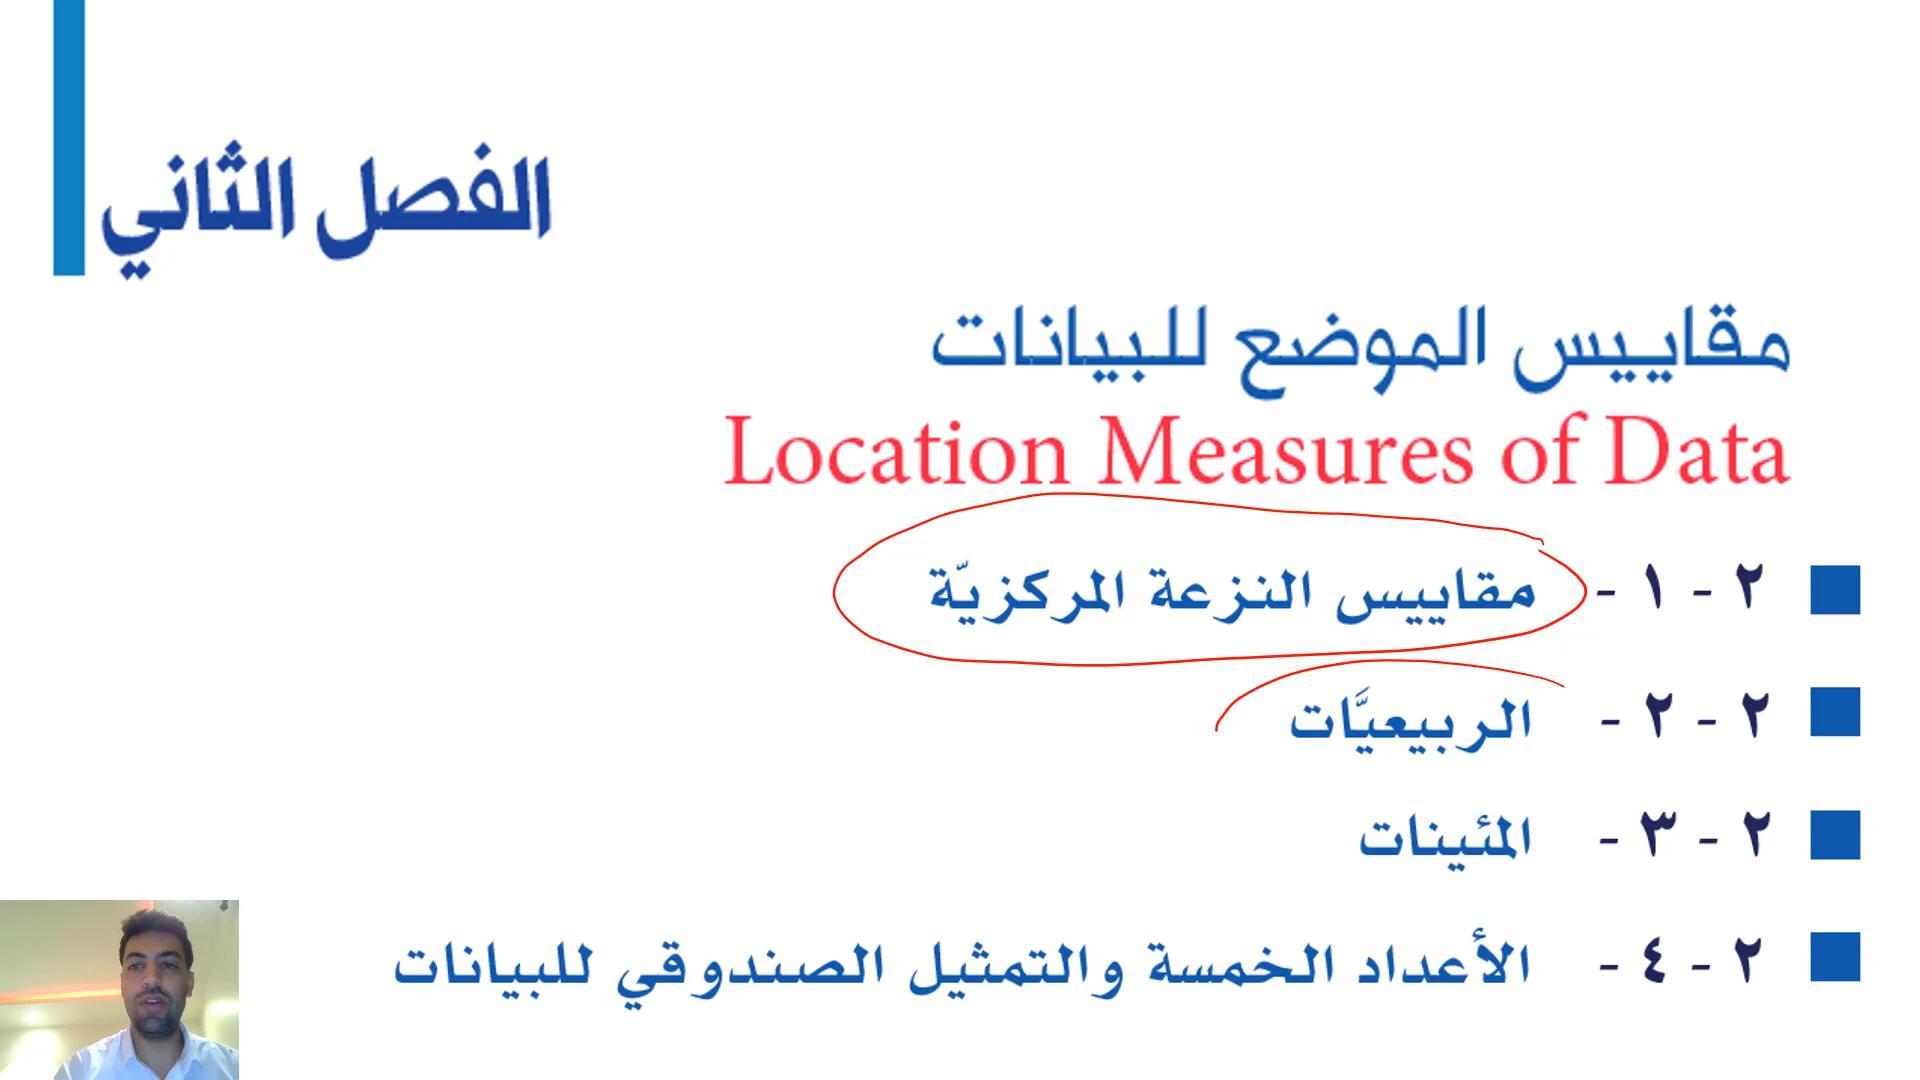 الفصل الثاني
مقاييس الموضع للبيانات
Location Measures of Data
٢ - ١ - مقاييس النزعة المركزيّة
٢ - ٢ - الربيعيَّات
٢ - ٣ - المئينات
٢ - ٤ - الأعداد الخمسة والتمثيل الصندوقي للبيانات